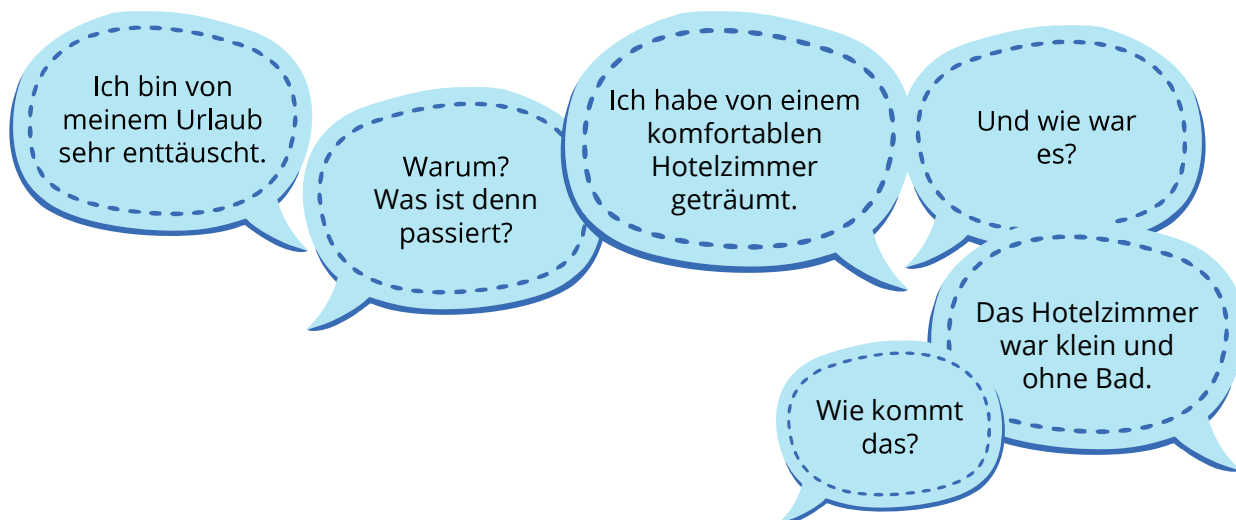 Ich bin von
meinem Urlaub
sehr enttäuscht.
Warum?
Was ist denn
passiert?
Ich habe von einem
komfortablen
Hotelzimmer
geträumt.
Und wie war
es?
Das Hotelzimmer
war klein und
ohne Bad.
Wie kommt
das?